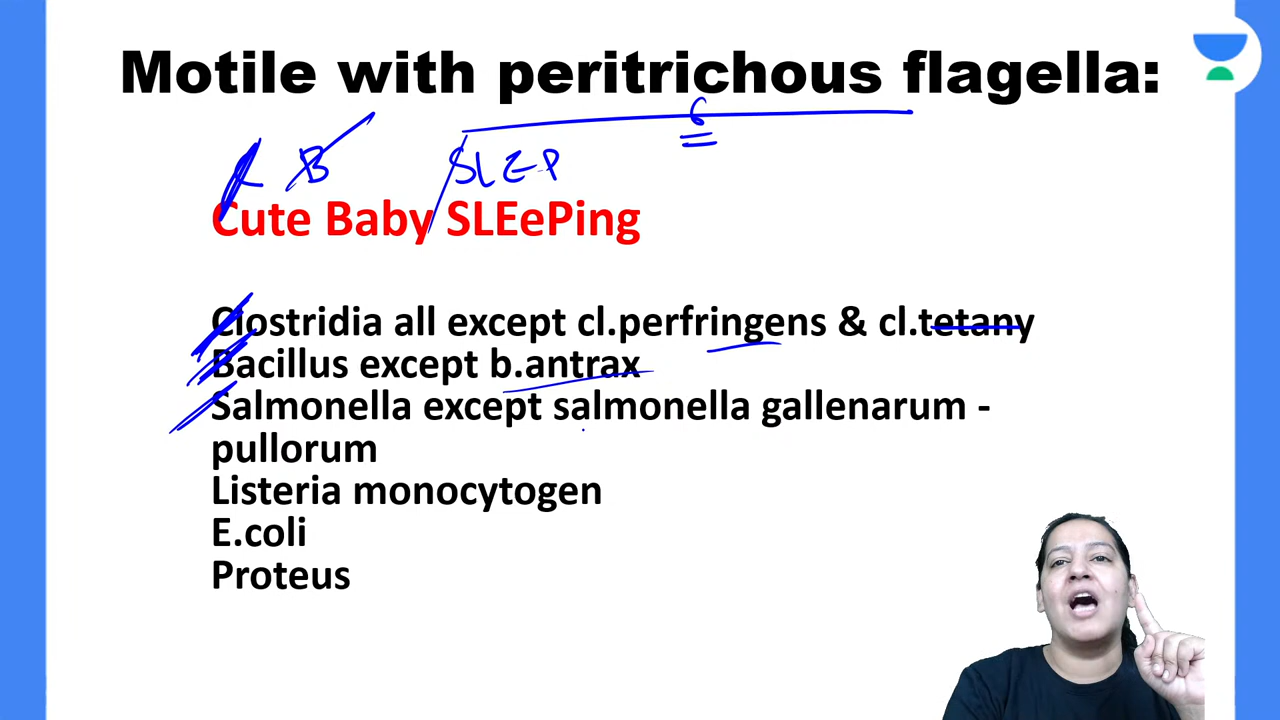 Motile with peritrichous flagella:
6
B SLEP
Cute Baby SLEePing
Clostridia all except cl.perfringens & cl.tetany
Bacillus except b.antrax
Salmonella except salmonella gallenarum -
pullorum
Listeria monocytogen
E.coli
Proteus